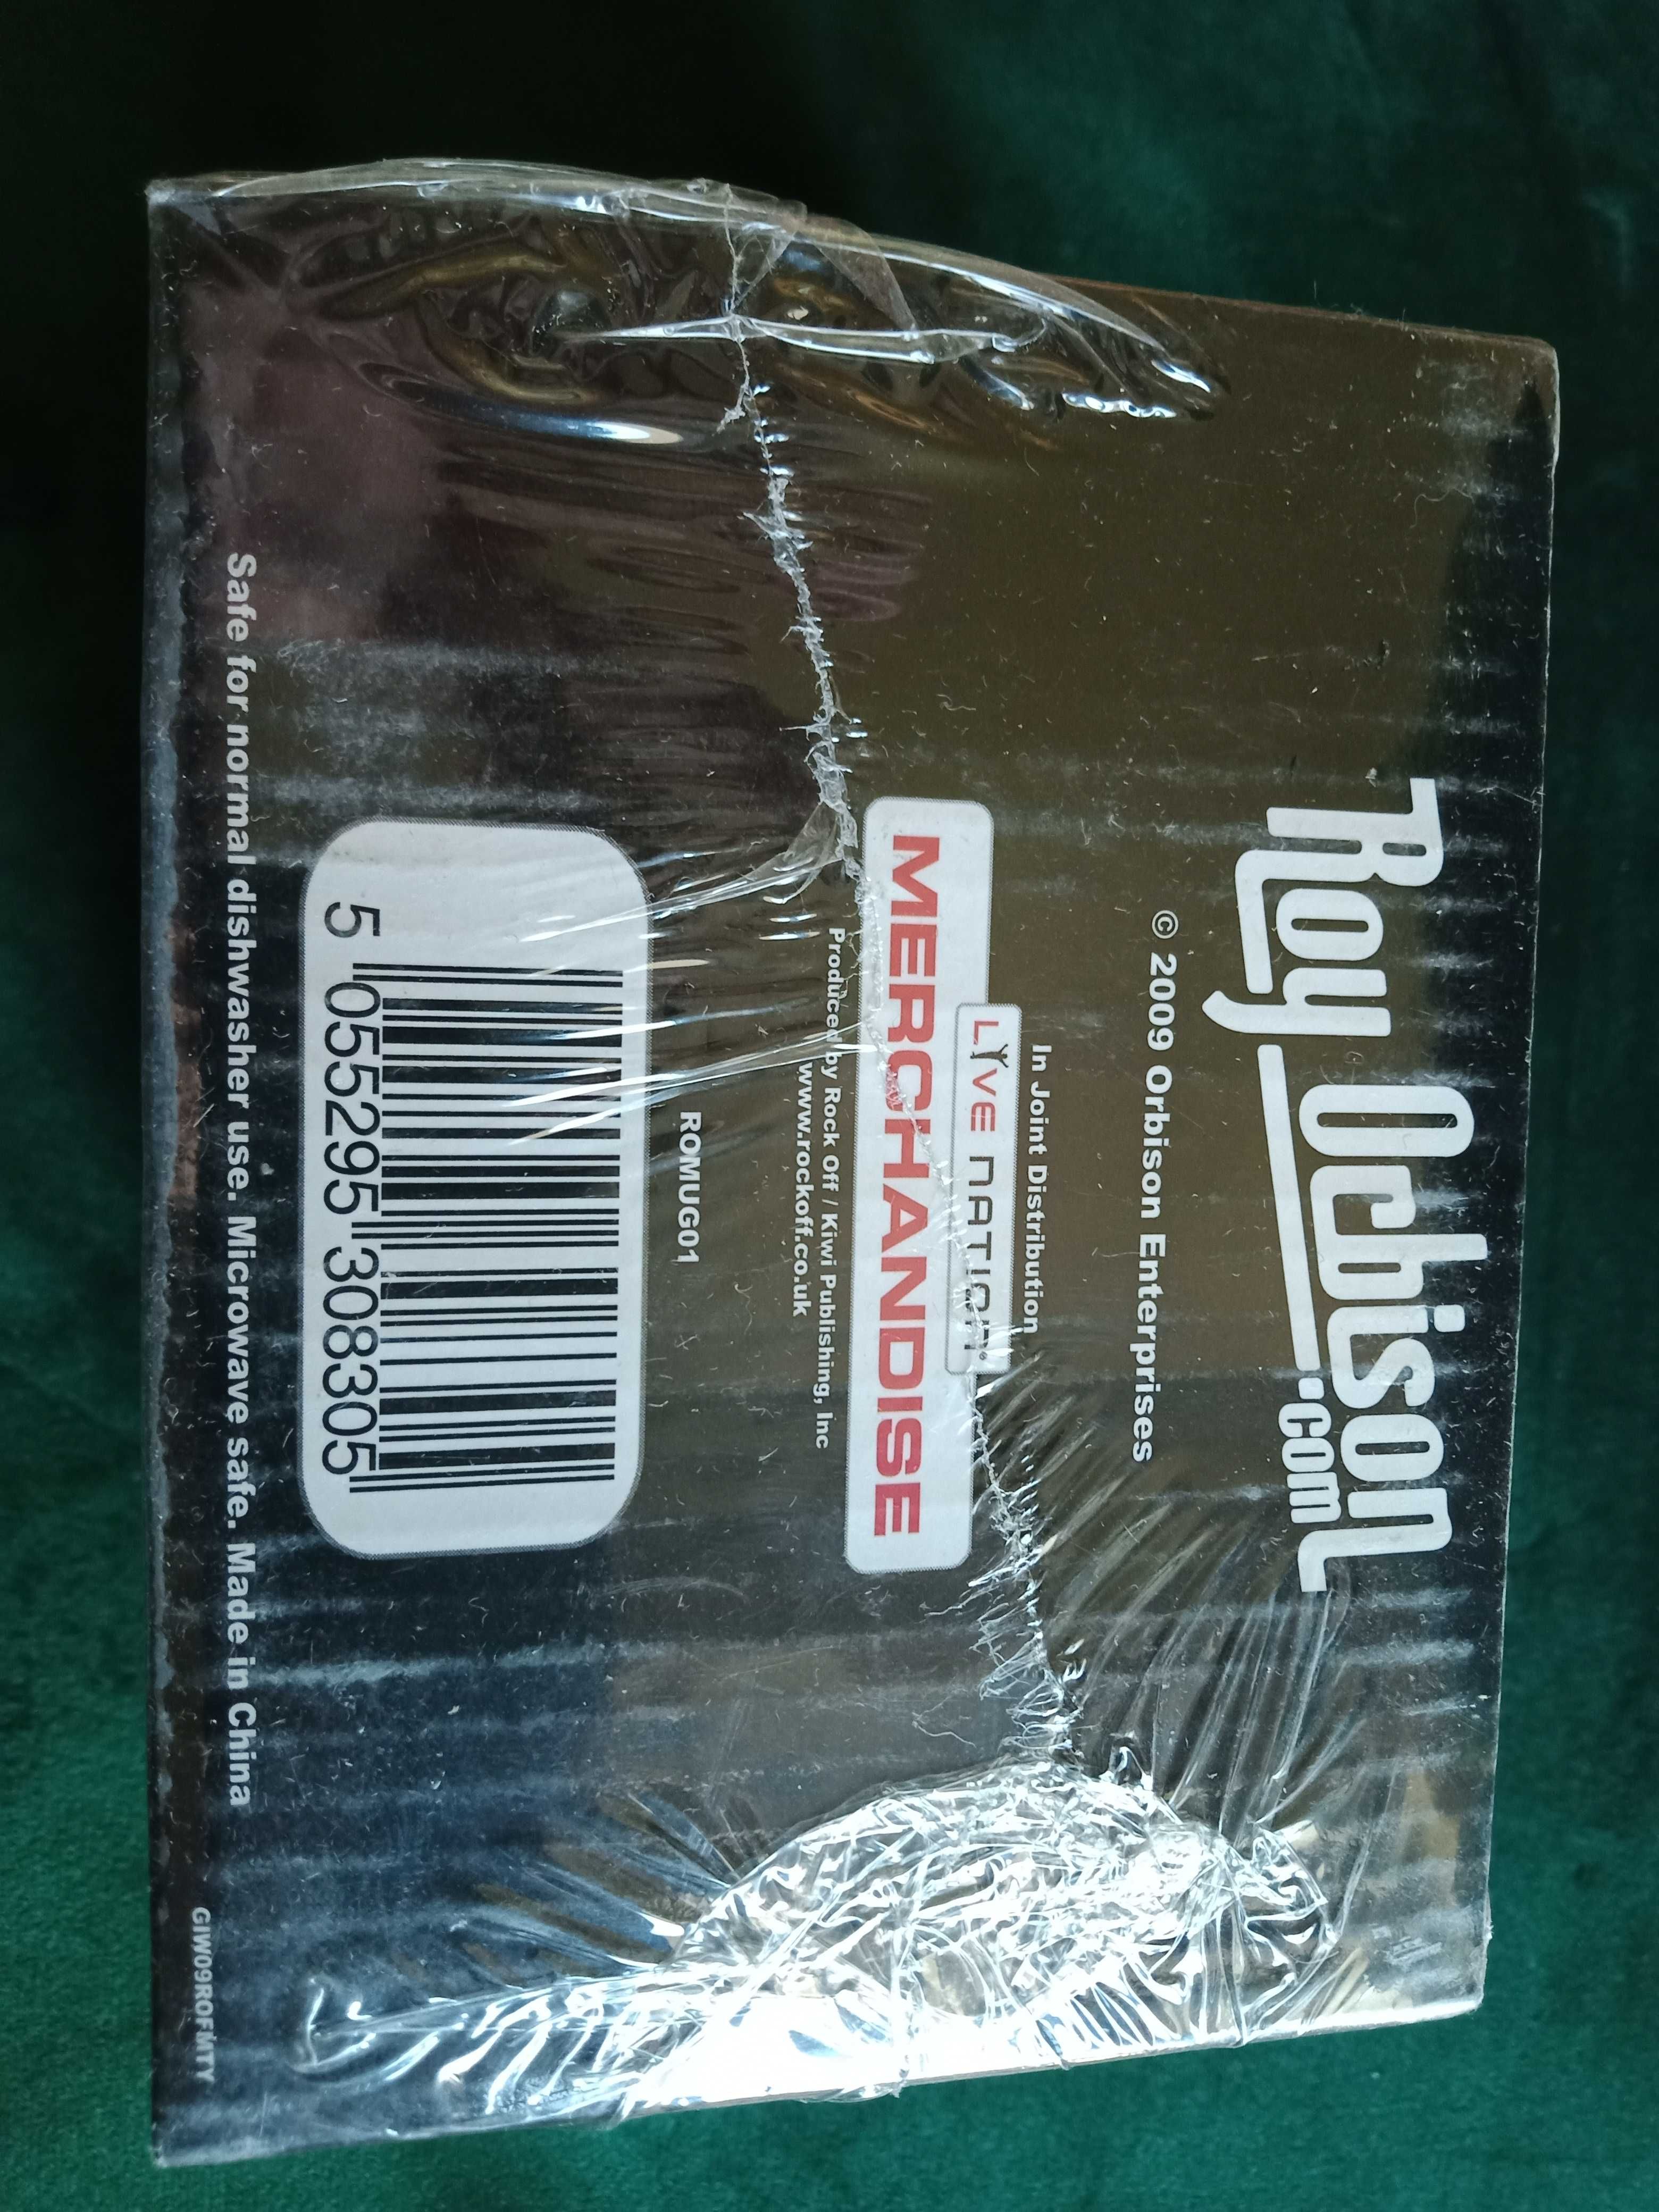 Roy Orbison
.com
© 2009 Orbison Enterprises
In Joint Distribution
LIVE NATION®
MERCHANDISE
Produced by Rock Off / Kiwi Publishing, Inc
www.rockoff.co.uk
ROMUG01
5 055295 308305
Safe for normal dishwasher use. Microwave safe. Made in China
GIW09ROFMTY